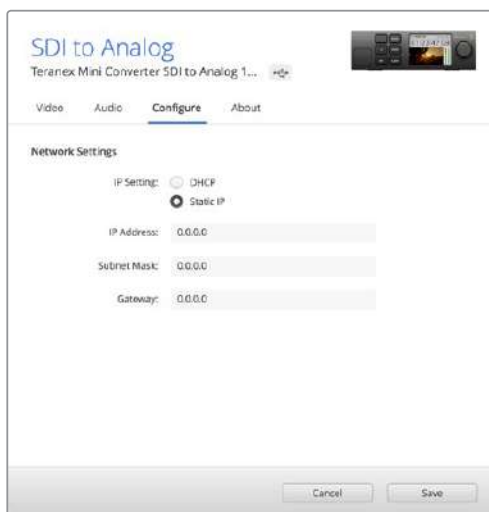 SDI to Analog
Teranex Mini Converter SDI to Analog 1...
Video Audio Configure About
Network Settings
IP Setting: DHCP
Static IP
IP Address: 0.0.0.0
Subnet Mask: 0.0.0.0
Gateway: 0.0.0.0
Cancel Save